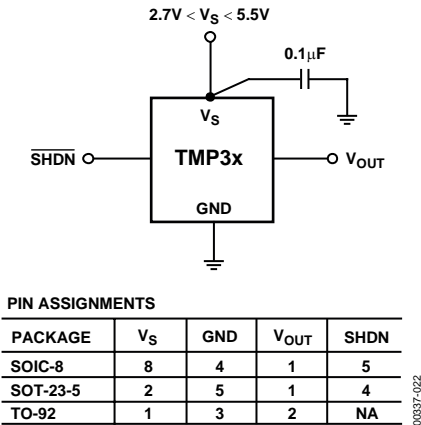 2.7V < VS < 5.5V
0.1μF
VS
SHDN
TMP3x
VOUT
GND
PIN ASSIGNMENTS
PACKAGE VS GND VOUT SHDN
SOIC-8 8 4 1 5
SOT-23-5 2 5 1 4
TO-92 1 3 2 NA
00337-022